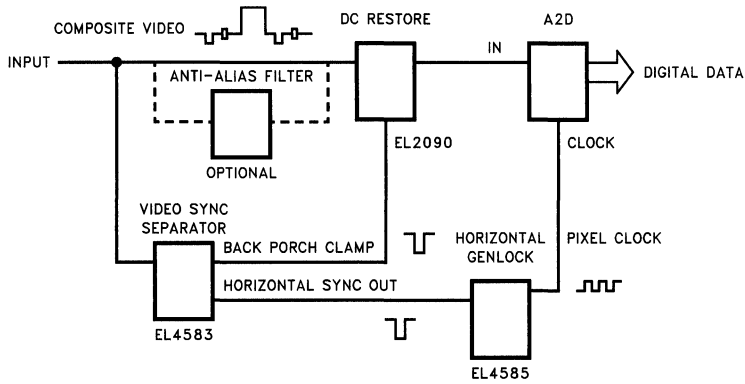 DC RESTORE
A2D
COMPOSITE VIDEO
IN
INPUT
ANTI-ALIAS FILTER
DIGITAL DATA
EL2090
CLOCK
OPTIONAL
VIDEO SYNC
SEPARATOR
BACK PORCH CLAMP
HORIZONTAL
GENLOCK
PIXEL CLOCK
HORIZONTAL SYNC OUT
EL4583
EL4585